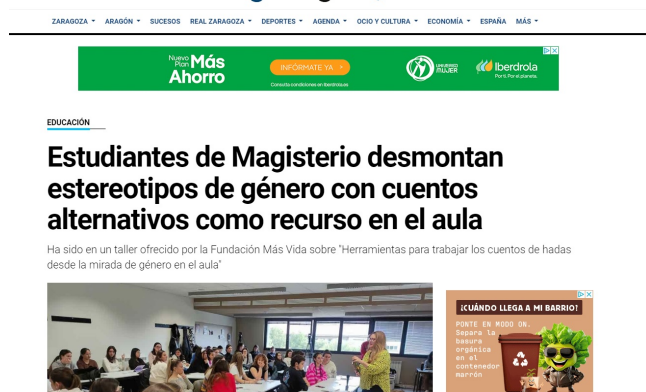 ZARAGOZA ARAGÓN SUCESOS REAL ZARAGOZA DEPORTES AGENDA OCIO Y CULTURA ECONOMÍA ESPAÑA MÁS
Nuevo Plan Más Ahorro
INFÓRMATE YA
Consulta condiciones en iberdrola.es
UNIVERSO MUJER
Iberdrola
Por ti. Por el planeta.
EDUCACIÓN
Estudiantes de Magisterio desmontan
estereotipos de género con cuentos
alternativos como recurso en el aula
Ha sido en un taller ofrecido por la Fundación Más Vida sobre "Herramientas para trabajar los cuentos de hadas
desde la mirada de género en el aula"
¿CUÁNDO LLEGA A MI BARRIO?
PONTE EN MODO ON.
Separa la
basura
orgánica
en el
contenedor
marrón